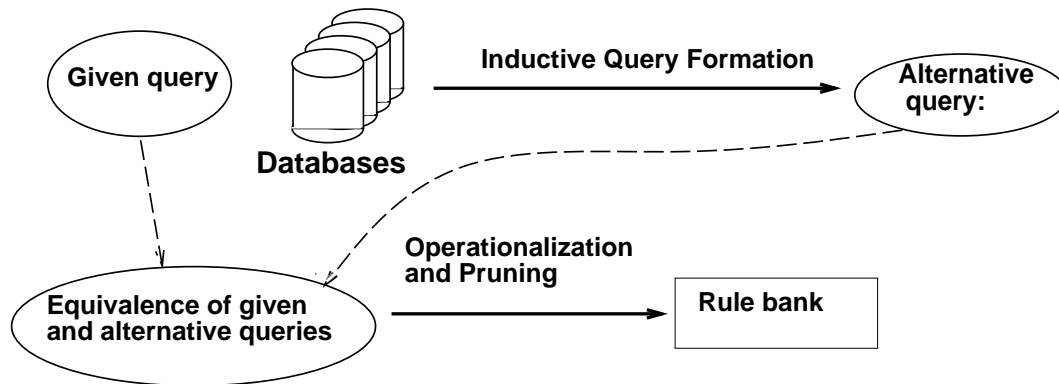 Given query
Inductive Query Formation
Alternative
query:
Databases
Operationalization
and Pruning
Equivalence of given
and alternative queries
Rule bank